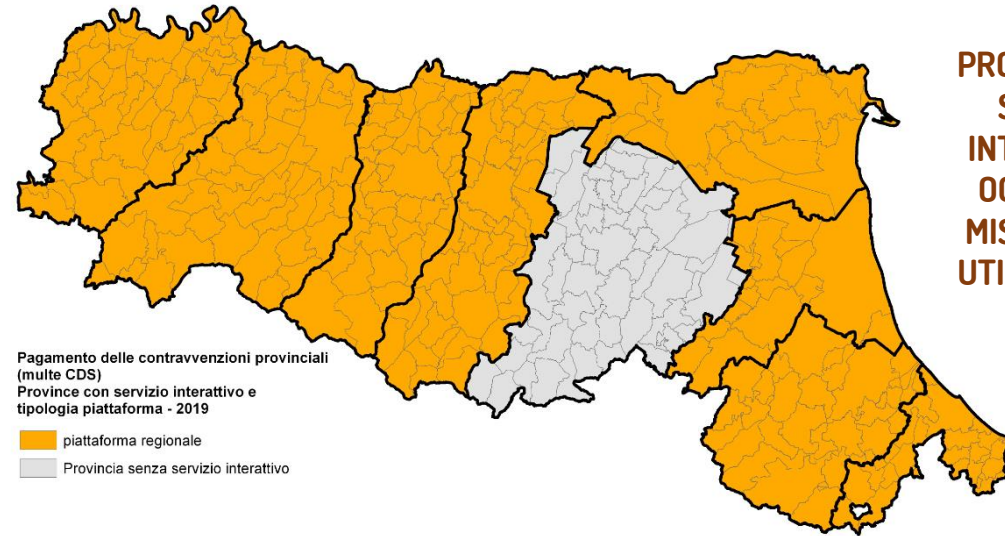 Pagamento delle contravvenzioni provinciali
(multe CDS)
Province con servizio interattivo e
tipologia piattaforma - 2019
piattaforma regionale
Provincia senza servizio interattivo